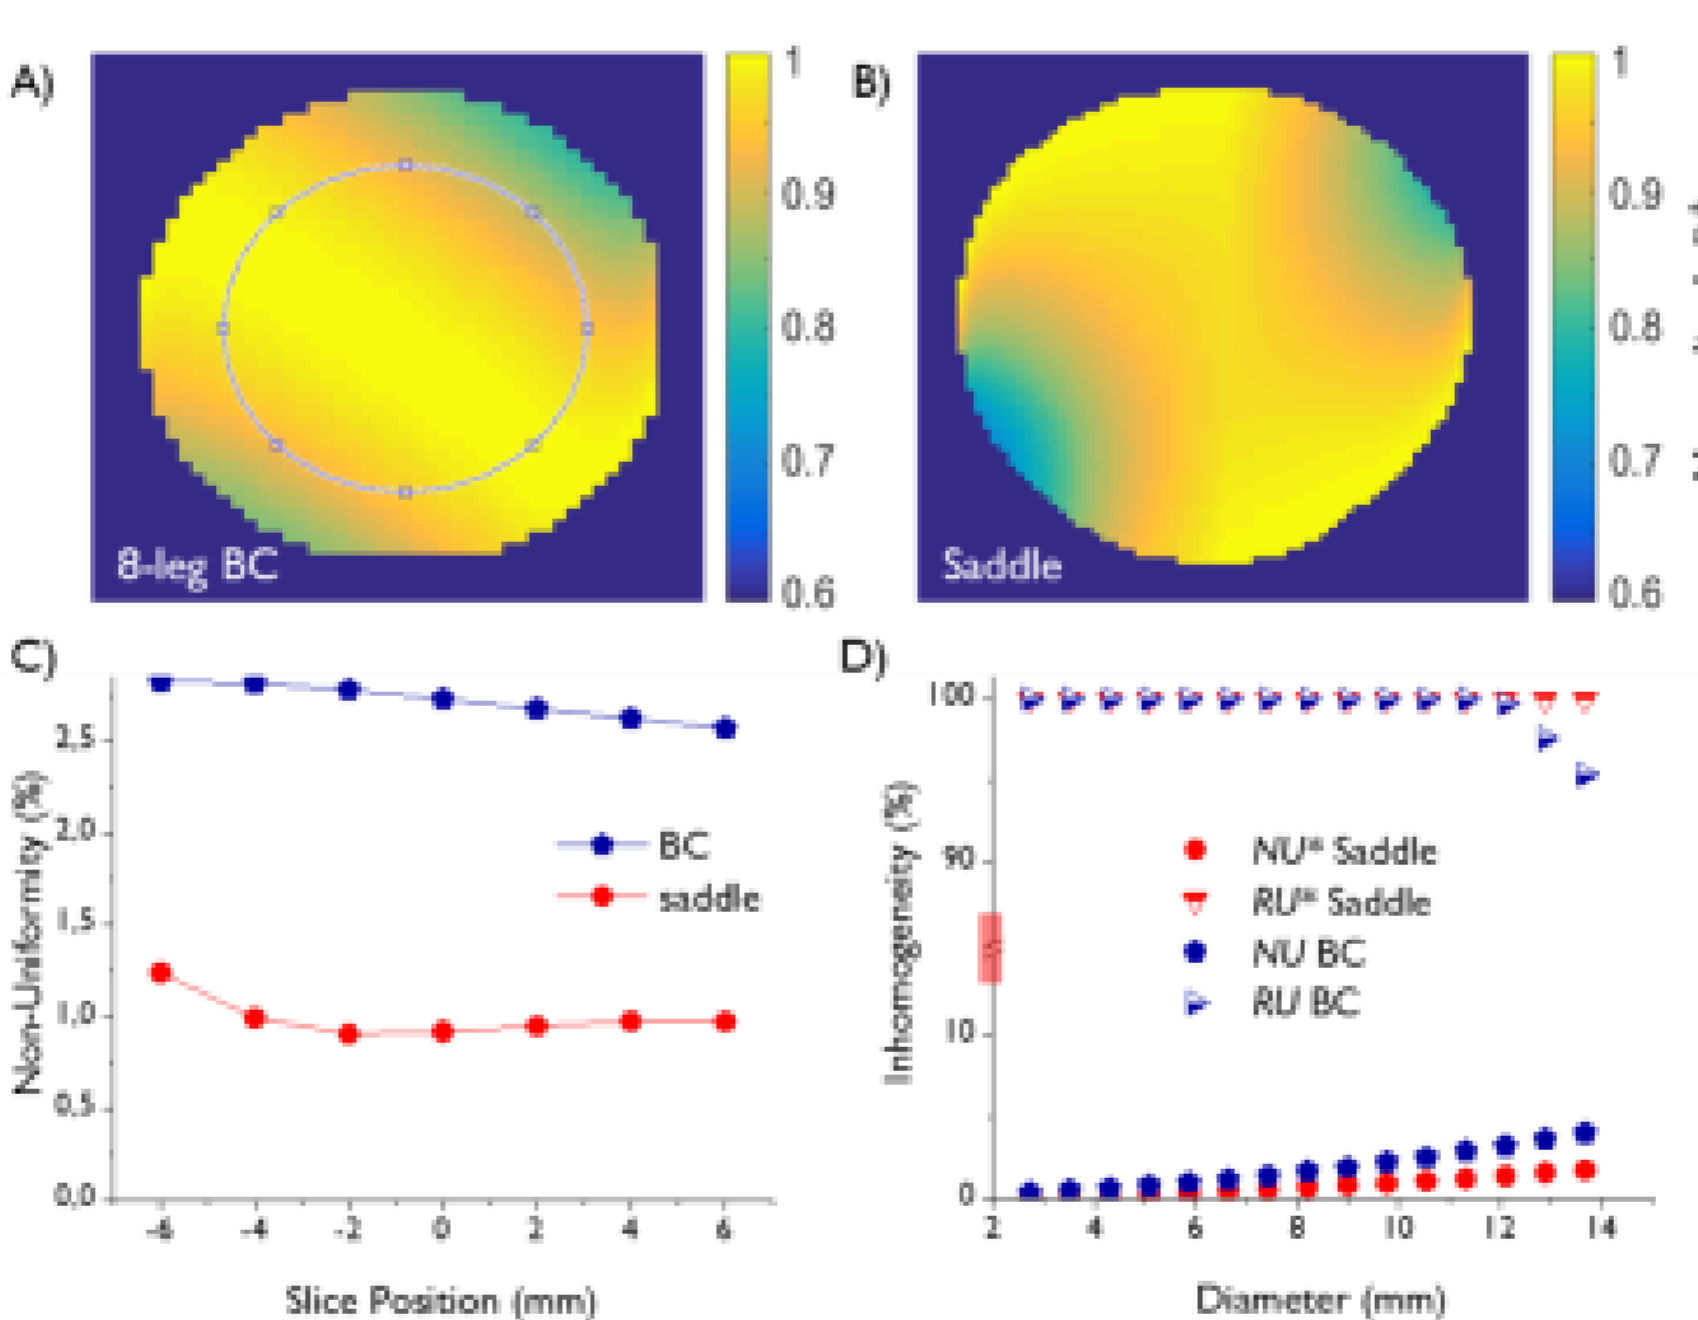 A)
1
0.9
0.8
0.7
0.6
8-leg BC
B)
1
0.9
0.8
0.7
0.6
Saddle
C)
Non-Uniformity (%)
2.5
2.0
1.5
1.0
0.5
0.0
BC
saddle
-6 -4 -2 0 2 4 6
Slice Position (mm)
D)
Inhomogeneity (%)
100
90
10
0
NU* Saddle
RU* Saddle
NU BC
RU BC
2 4 6 8 10 12 14
Diameter (mm)